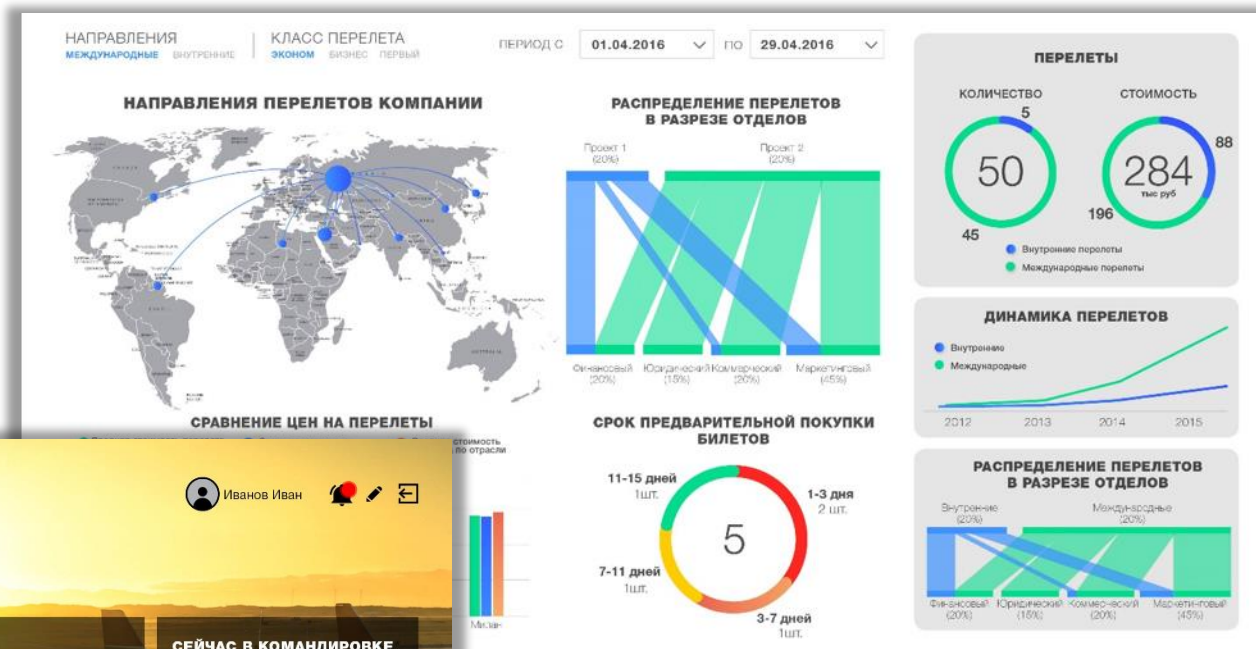 НАПРАВЛЕНИЯ
МЕЖДУНАРОДНЫЕ ВНУТРЕННИЕ
КЛАСС ПЕРЕЛЕТА
ЭКОНОМ БИЗНЕС ПЕРВЫЙ
ПЕРИОД С 01.04.2016 ПО 29.04.2016
НАПРАВЛЕНИЯ ПЕРЕЛЕТОВ КОМПАНИИ
РАСПРЕДЕЛЕНИЕ ПЕРЕЛЕТОВ
В РАЗРЕЗЕ ОТДЕЛОВ
Проект 1
(20%)
Проект 2
(20%)
Финансовый
(20%)
Юридический
(15%)
Коммерческий
(20%)
Маркетинговый
(45%)
ПЕРЕЛЕТЫ
КОЛИЧЕСТВО
5
50
45
СТОИМОСТЬ
88
284
тыс руб
196
Внутренние перелеты
Международные перелеты
ДИНАМИКА ПЕРЕЛЕТОВ
Внутренние
Международные
2012 2013 2014 2015
СРАВНЕНИЕ ЦЕН НА ПЕРЕЛЕТЫ
стоимость
по отрасли
Милан
СРОК ПРЕДВАРИТЕЛЬНОЙ ПОКУПКИ
БИЛЕТОВ
11-15 дней
1шт.
1-3 дня
2 шт.
5
7-11 дней
1шт.
3-7 дней
1шт.
РАСПРЕДЕЛЕНИЕ ПЕРЕЛЕТОВ
В РАЗРЕЗЕ ОТДЕЛОВ
Внутренние
(20%)
Международные
(20%)
Финансовый
(20%)
Юридический
(15%)
Коммерческий
(20%)
Маркетинговый
(45%)
Иванов Иван
СЕЙЧАС В КОМАНДИРОВКЕ